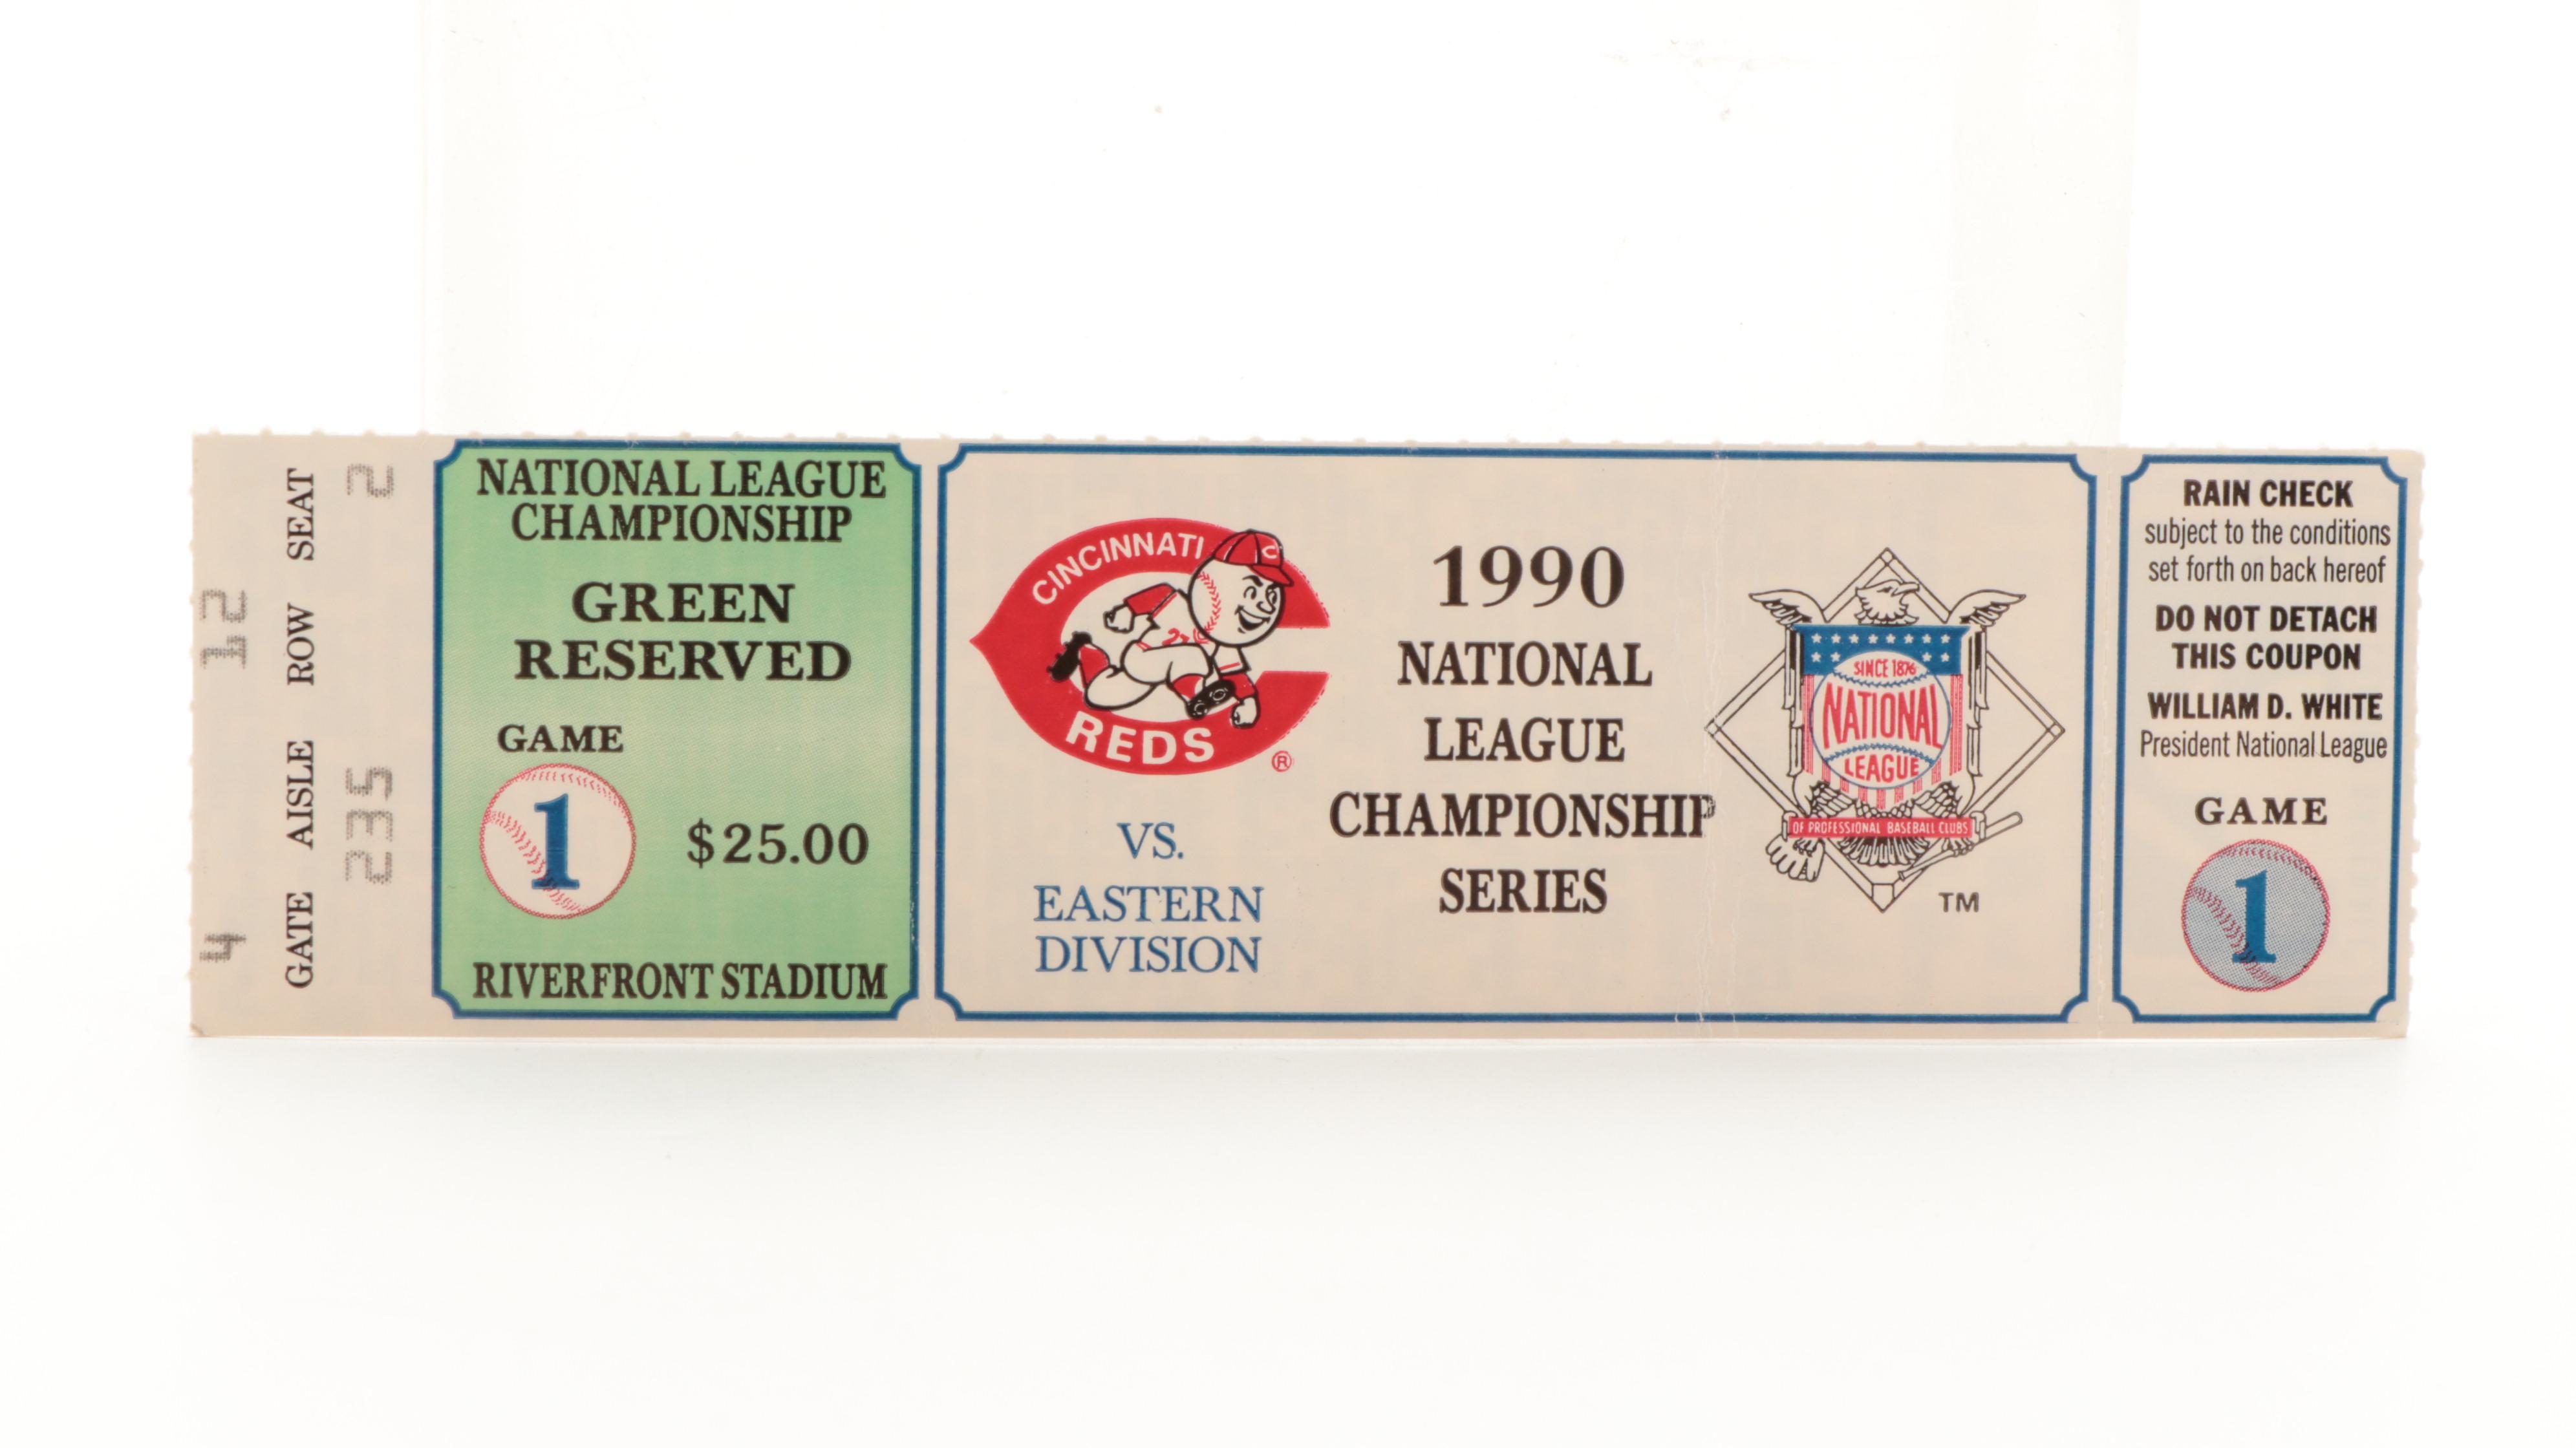 4 12
GATE AISLE ROW SEAT
235 2
NATIONAL LEAGUE
CHAMPIONSHIP
GREEN
RESERVED
GAME
1
$25.00
RIVERFRONT STADIUM
CINCINNATI
C
REDS
®
VS.
EASTERN
DIVISION
1990
NATIONAL
LEAGUE
CHAMPIONSHIP
SERIES
SINCE 1876
NATIONAL
LEAGUE
OF PROFESSIONAL BASEBALL CLUBS
TM
RAIN CHECK
subject to the conditions
set forth on back hereof
DO NOT DETACH
THIS COUPON
WILLIAM D. WHITE
President National League
GAME
1